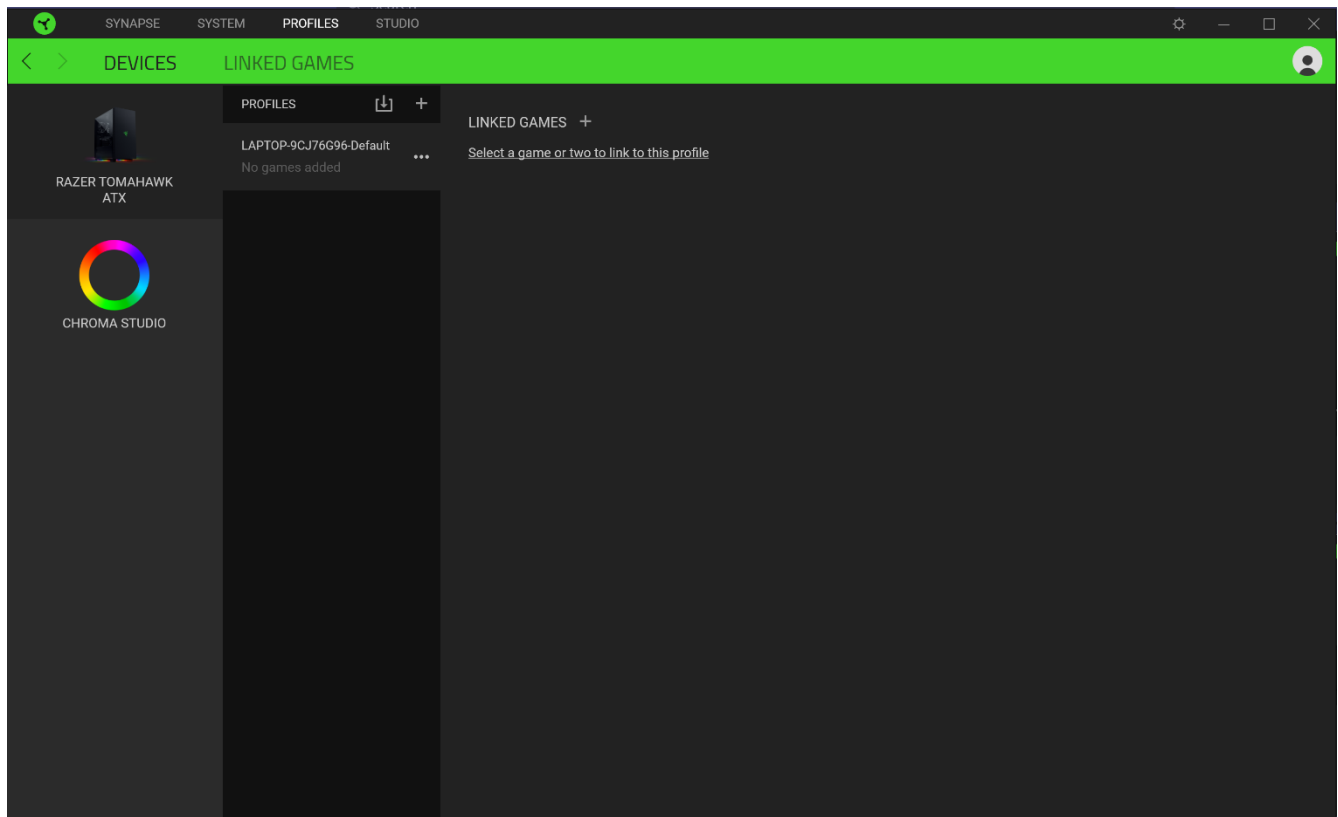 SYNAPSE SYSTEM PROFILES STUDIO
DEVICES LINKED GAMES
RAZER TOMAHAWK
ATX
CHROMA STUDIO
PROFILES
LAPTOP-9CJ76G96-Default
No games added
LINKED GAMES
Select a game or two to link to this profile